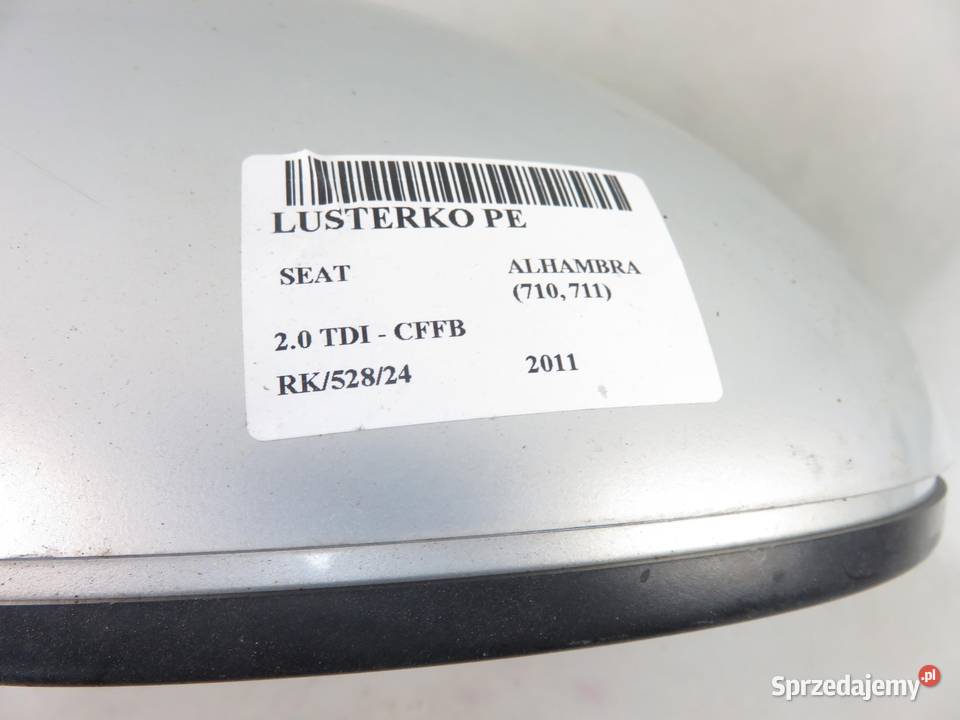 LUSTERKO PE
SEAT ALHAMBRA
(710, 711)
2.0 TDI - CFFB
RK/528/24 2011
Sprzedajemy.pl